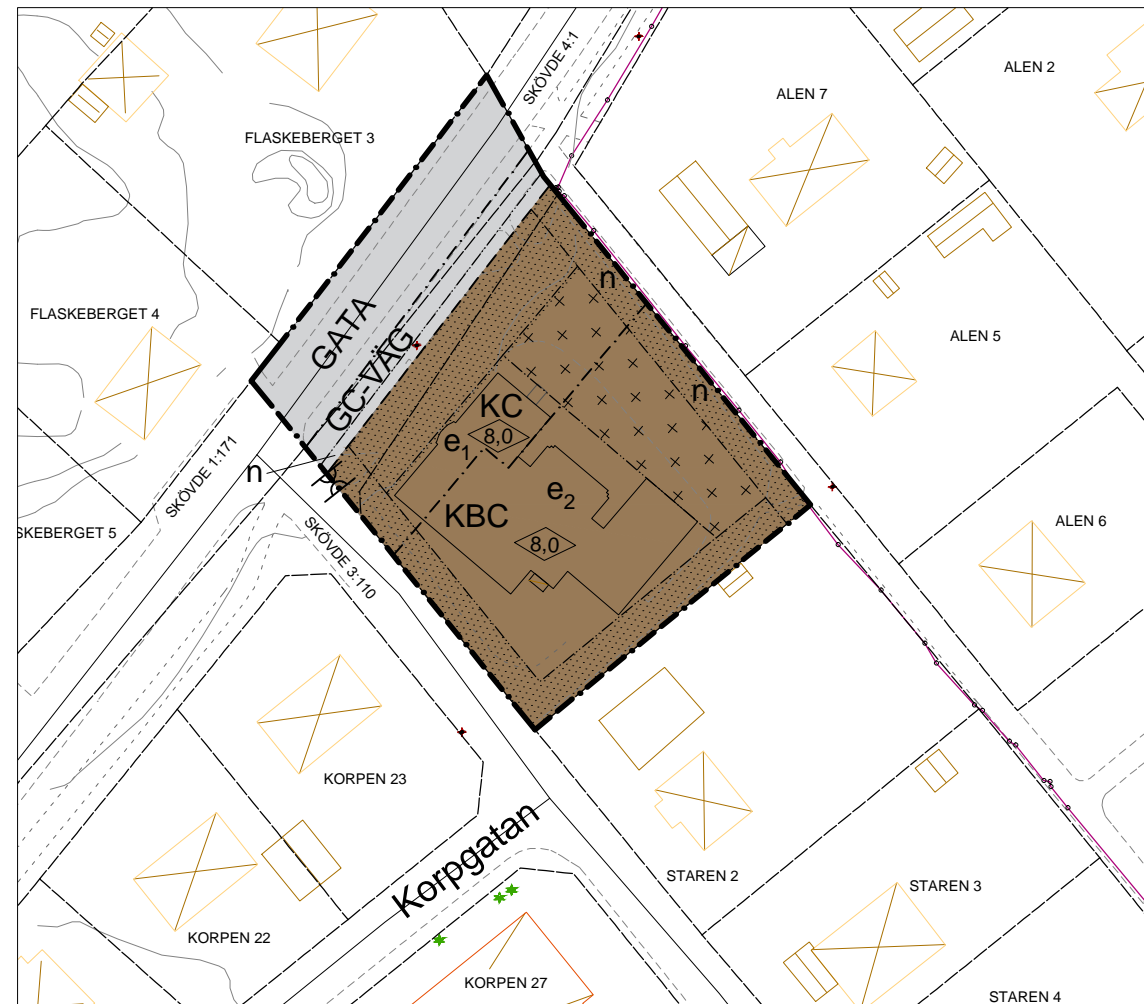 SKÖVDE 4:1
ALEN 2
ALEN 7
FLASKEBERGET 3
n
FLASKEBERGET 4
GATA
ALEN 5
GC-VÄG
n
KC
8,0
e1
SKÖVDE 1:171
n
e2
KBC
8,0
SKEBERGET 5
ALEN 6
SKÖVDE 3:110
KORPEN 23
Korpgatan
STAREN 2
STAREN 3
KORPEN 22
KORPEN 27
STAREN 4